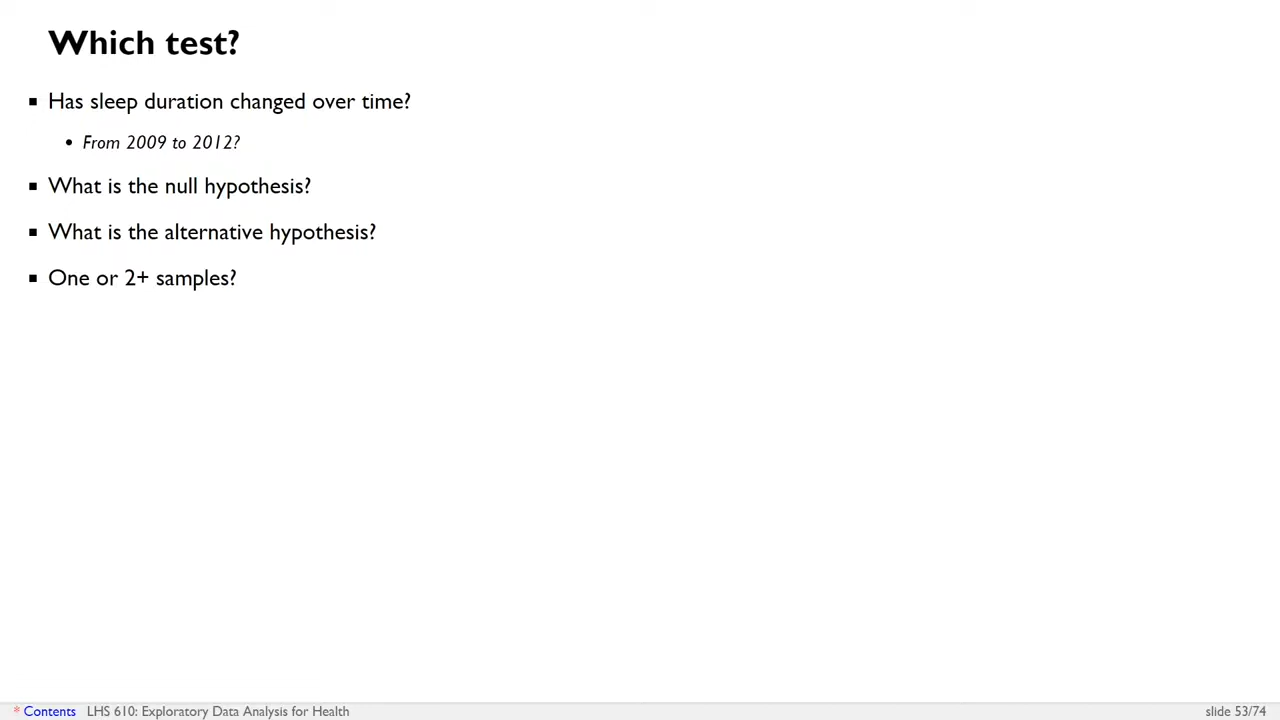 Which test?
Has sleep duration changed over time?
From 2009 to 2012?
What is the null hypothesis?
What is the alternative hypothesis?
One or 2+ samples?
* Contents LHS 610: Exploratory Data Analysis for Health slide 53/74